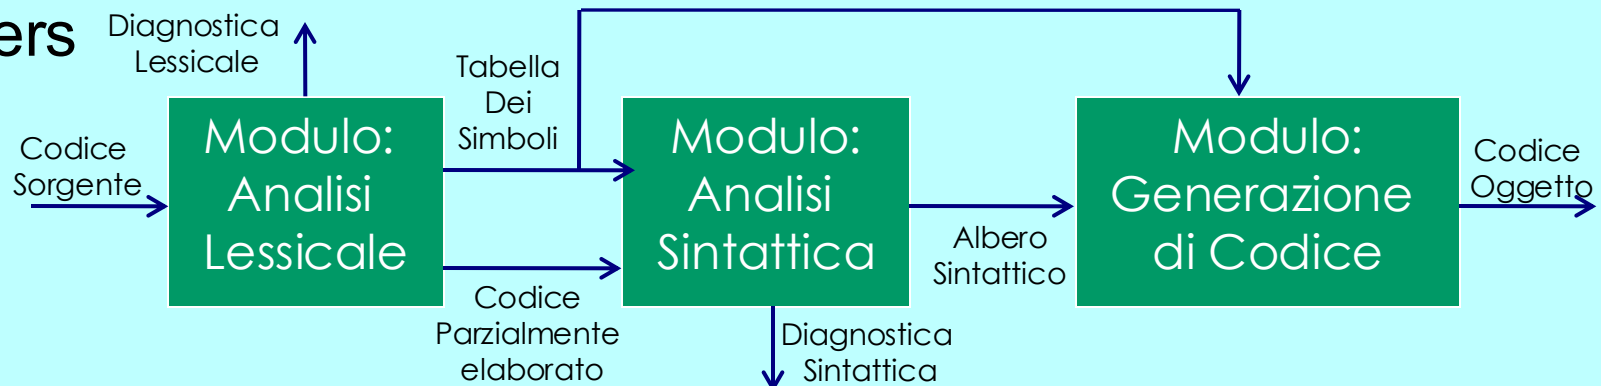 ers
Diagnostica
Lessicale
Codice
Sorgente
Modulo:
Analisi
Lessicale
Tabella
Dei
Simboli
Codice
Parzialmente
elaborato
Modulo:
Analisi
Sintattica
Diagnostica
Sintattica
Albero
Sintattico
Modulo:
Generazione
di Codice
Codice
Oggetto